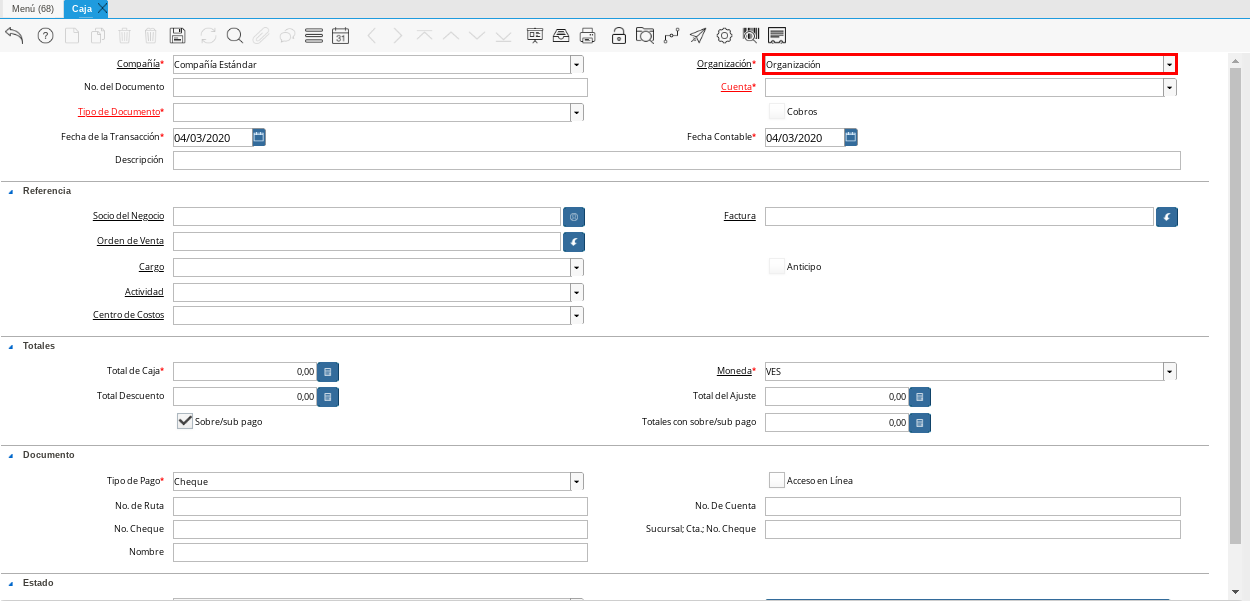 Menú (68) Caja
31
Compañía* Compañía Estándar Organización* Organización
No. del Documento Cuenta*
Tipo de Documento* Cobros
Fecha de la Transacción* 04/03/2020 Fecha Contable* 04/03/2020
Descripción
Referencia
Socio del Negocio Factura
Orden de Venta
Cargo Anticipo
Actividad
Centro de Costos
Totales
Total de Caja* 0,00 Moneda* VES
Total Descuento 0,00 Total del Ajuste 0,00
Sobre/sub pago Totales con sobre/sub pago 0,00
Documento
Tipo de Pago* Cheque Acceso en Línea
No. de Ruta No. De Cuenta
No. Cheque Sucursal; Cta.; No. Cheque
Nombre
Estado